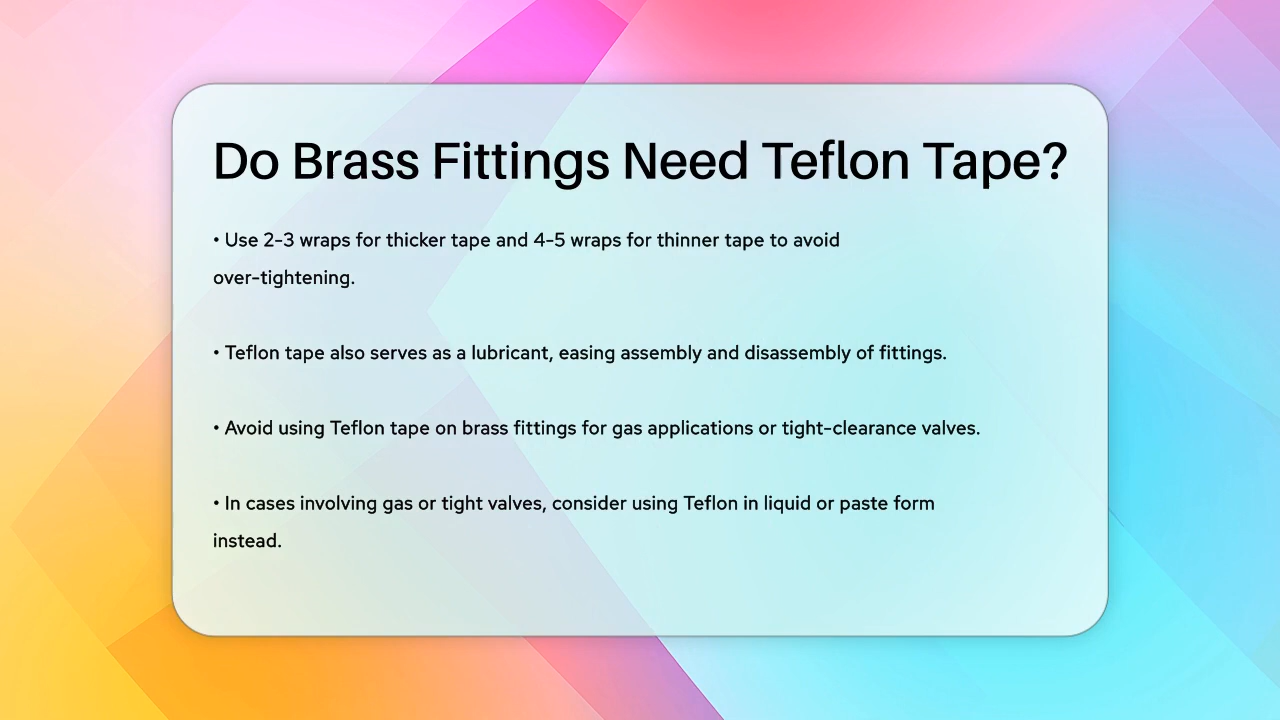 Do Brass Fittings Need Teflon Tape?
• Use 2–3 wraps for thicker tape and 4–5 wraps for thinner tape to avoid
over-tightening.
• Teflon tape also serves as a lubricant, easing assembly and disassembly of fittings.
• Avoid using Teflon tape on brass fittings for gas applications or tight-clearance valves.
• In cases involving gas or tight valves, consider using Teflon in liquid or paste form
instead.